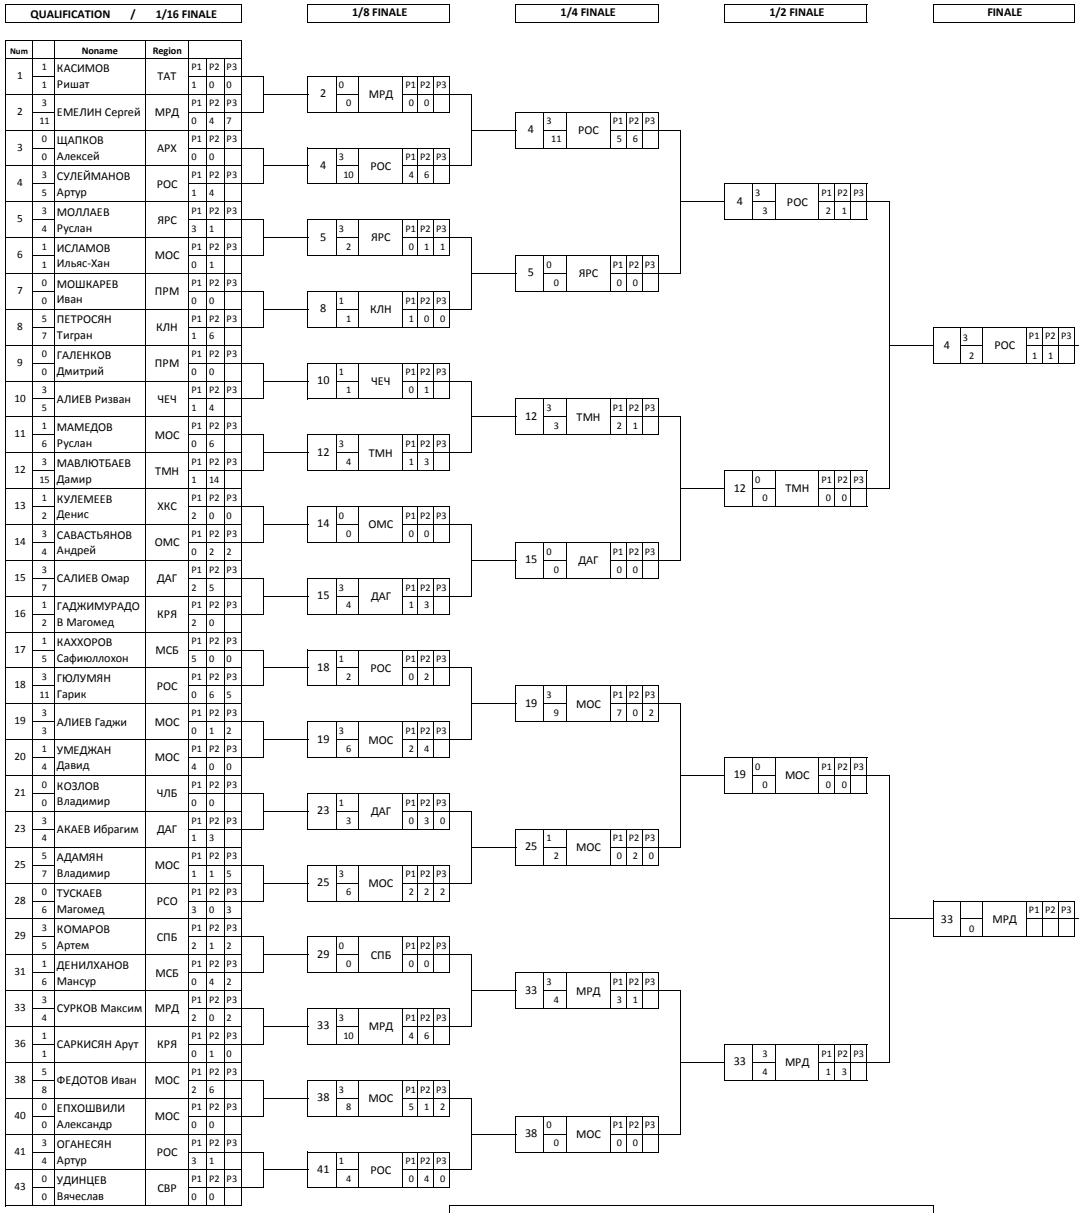 QUALIFICATION / 1/16 FINALE 1/8 FINALE 1/4 FINALE 1/2 FINALE FINALE
Num Noname Region
1 1 1 КАСИМОВ Ришат ТАТ P1 P2 P3 1 0 0
2 3 11 ЕМЕЛИН Сергей МРД P1 P2 P3 0 4 7
3 0 0 ЩАПКОВ Алексей АРХ P1 P2 P3 0 0
4 3 5 СУЛЕЙМАНОВ Артур РОС P1 P2 P3 1 4
5 3 4 МОЛЛАЕВ Руслан ЯРС P1 P2 P3 3 1
6 1 1 ИСЛАМОВ Ильяс-Хан МОС P1 P2 P3 0 1
7 0 0 МОШКАРЕВ Иван ПРМ P1 P2 P3 0 0
8 5 7 ПЕТРОСЯН Тигран КЛН P1 P2 P3 1 6
9 0 0 ГАЛЕНКОВ Дмитрий ПРМ P1 P2 P3 0 0
10 3 5 АЛИЕВ Ризван ЧЕЧ P1 P2 P3 1 4
11 1 6 МАМЕДОВ Руслан МОС P1 P2 P3 0 6
12 3 15 МАВЛЮТБАЕВ Дамир ТМН P1 P2 P3 1 14
13 1 2 КУЛЕМЕЕВ Денис ХКС P1 P2 P3 2 0 0
14 3 4 САВАСТЬЯНОВ Андрей ОМС P1 P2 P3 0 2 2
15 3 7 САЛИЕВ Омар ДАГ P1 P2 P3 2 5
16 1 2 ГАДЖИМУРАДО В Магомед КРЯ P1 P2 P3 2 0
17 1 5 КАХХОРОВ Сафиюллохон МСБ P1 P2 P3 5 0 0
18 3 11 ГЮЛУМЯН Гарик РОС P1 P2 P3 0 6 5
19 3 3 АЛИЕВ Гаджи МОС P1 P2 P3 0 1 2
20 1 4 УМЕДЖАН Давид МОС P1 P2 P3 4 0 0
21 0 0 КОЗЛОВ Владимир ЧЛБ P1 P2 P3 0 0
23 3 4 АКАЕВ Ибрагим ДАГ P1 P2 P3 1 3
25 5 7 АДАМЯН Владимир МОС P1 P2 P3 1 1 5
28 0 6 ТУСКАЕВ Магомед РСО P1 P2 P3 3 0 3
29 3 5 КОМАРОВ Артем СПБ P1 P2 P3 2 1 2
31 1 6 ДЕНИЛХАНОВ Мансур МСБ P1 P2 P3 0 4 2
33 3 4 СУРКОВ Максим МРД P1 P2 P3 2 0 2
36 1 1 САРКИСЯН Арут КРЯ P1 P2 P3 0 1 0
38 5 8 ФЕДОТОВ Иван МОС P1 P2 P3 2 6
40 0 0 ЕПХОШВИЛИ Александр МОС P1 P2 P3 0 0
41 3 4 ОГАНЕСЯН Артур РОС P1 P2 P3 3 1
43 0 0 УДИНЦЕВ Вячеслав СВР P1 P2 P3 0 0
2 0 0 МРД P1 P2 P3 0 0
4 3 10 РОС P1 P2 P3 4 6
5 3 2 ЯРС P1 P2 P3 0 1 1
8 1 1 КЛН P1 P2 P3 1 0 0
10 1 1 ЧЕЧ P1 P2 P3 0 1
12 3 4 ТМН P1 P2 P3 1 3
14 0 0 ОМС P1 P2 P3 0 0
15 3 4 ДАГ P1 P2 P3 1 3
18 1 2 РОС P1 P2 P3 0 2
19 3 6 МОС P1 P2 P3 2 4
23 1 3 ДАГ P1 P2 P3 0 3 0
25 3 6 МОС P1 P2 P3 2 2 2
29 0 0 СПБ P1 P2 P3 0 0
33 3 10 МРД P1 P2 P3 4 6
38 3 8 МОС P1 P2 P3 5 1 2
41 1 4 РОС P1 P2 P3 0 4 0
4 3 11 РОС P1 P2 P3 5 6
5 0 0 ЯРС P1 P2 P3 0 0
12 3 3 ТМН P1 P2 P3 2 1
15 0 0 ДАГ P1 P2 P3 0 0
19 3 9 МОС P1 P2 P3 7 0 2
25 1 2 МОС P1 P2 P3 0 2 0
33 3 4 МРД P1 P2 P3 3 1
38 0 0 МОС P1 P2 P3 0 0
4 3 3 РОС P1 P2 P3 2 1
12 0 0 ТМН P1 P2 P3 0 0
19 0 0 МОС P1 P2 P3 0 0
33 3 4 МРД P1 P2 P3 1 3
4 3 2 РОС P1 P2 P3 1 1
33 0 МРД P1 P2 P3